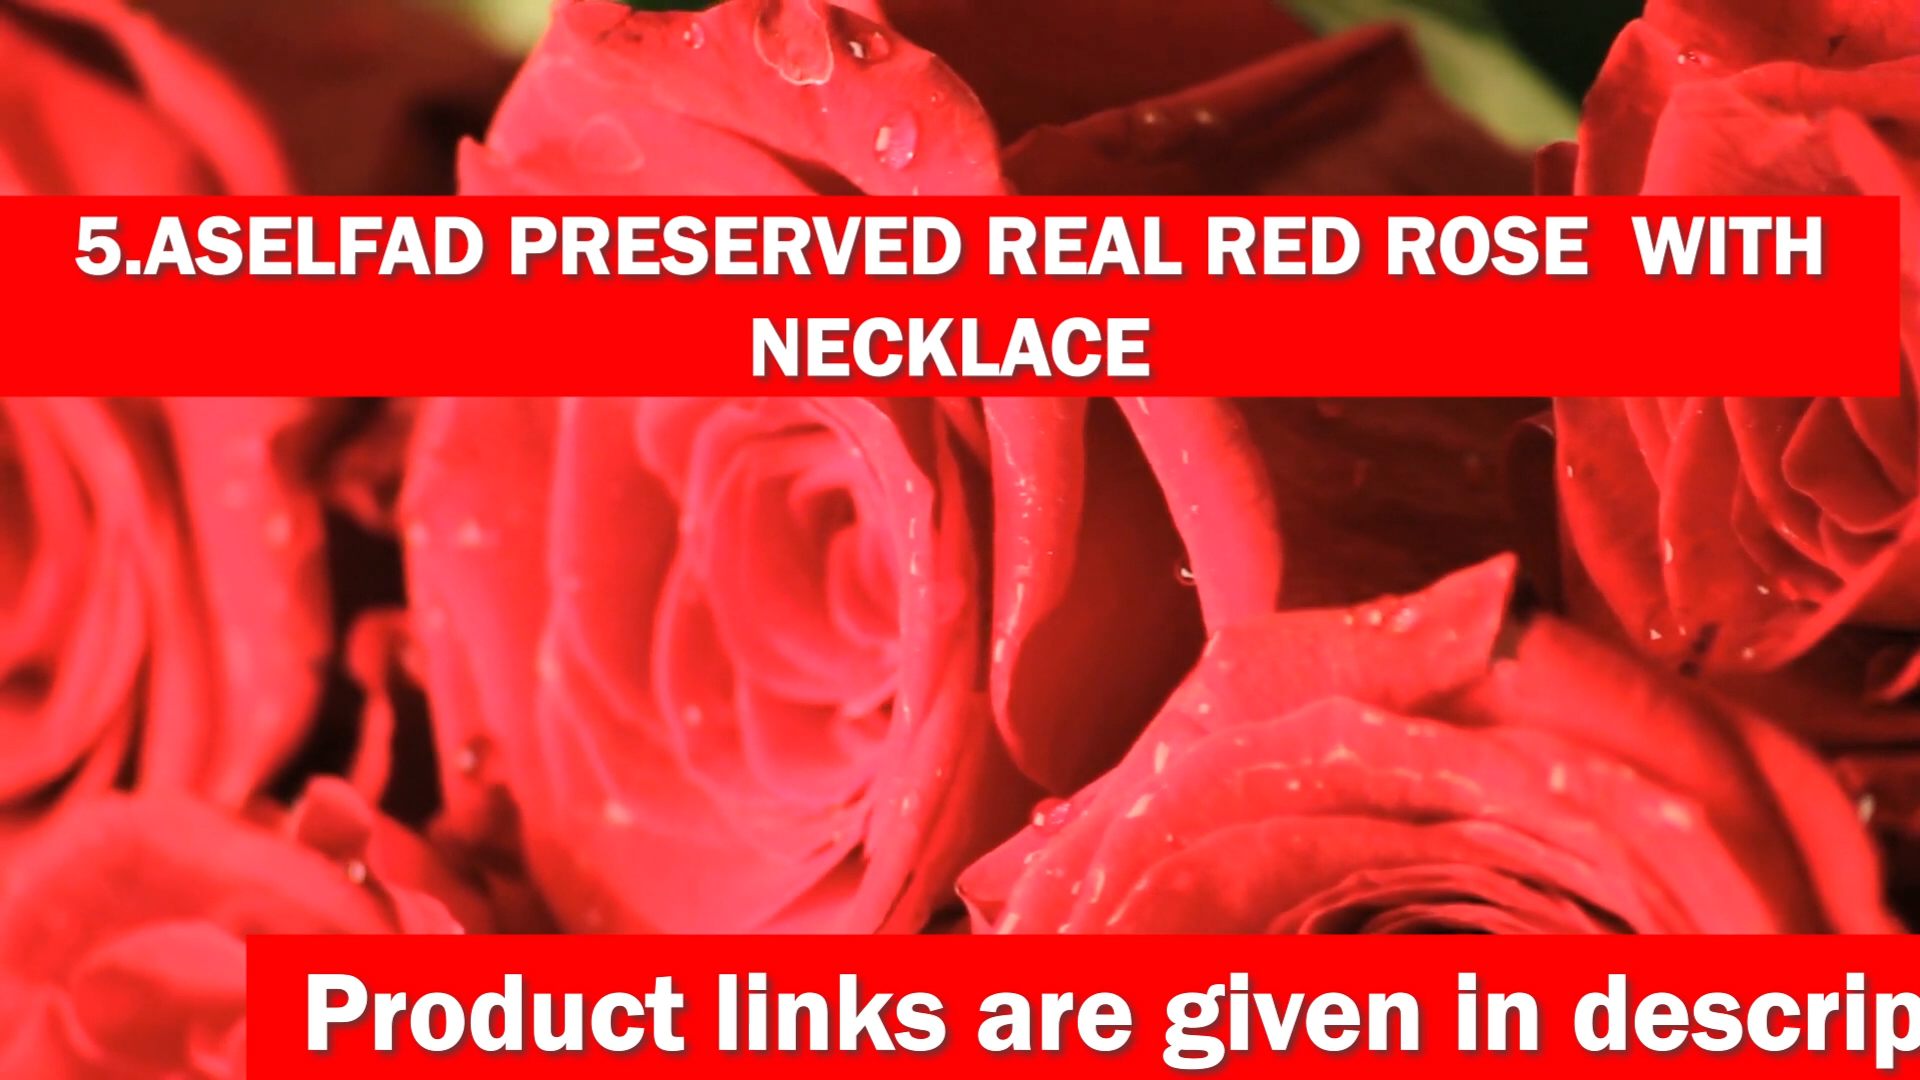 5.ASELFAD PRESERVED REAL RED ROSE  WITH
NECKLACE
Product links are given in descrip